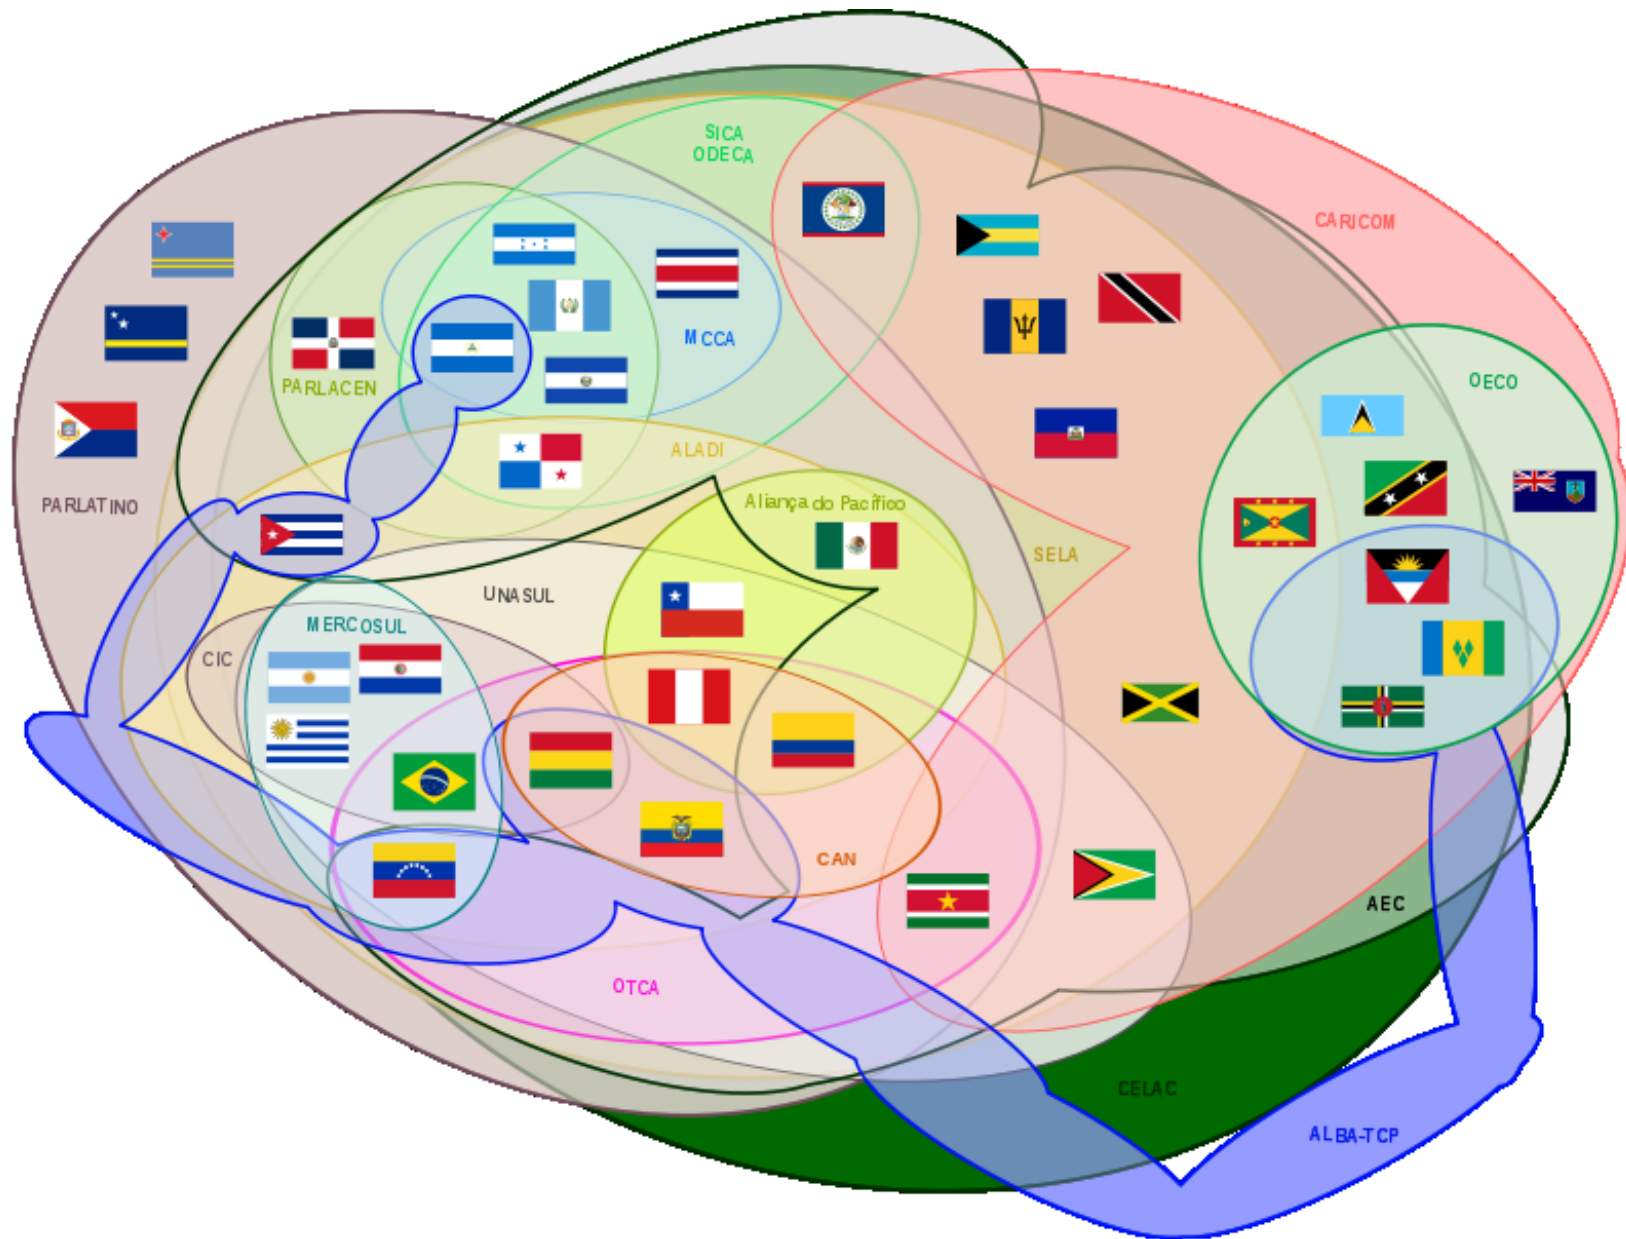 SICA
ODECA
CARICOM
MCCA
OECO
PARLACEN
ALADI
PARLATINO
Aliança do Pacífico
SELA
UNASUL
MERCOSUL
CIC
CAN
AEC
OTCA
CELAC
ALBA-TCP